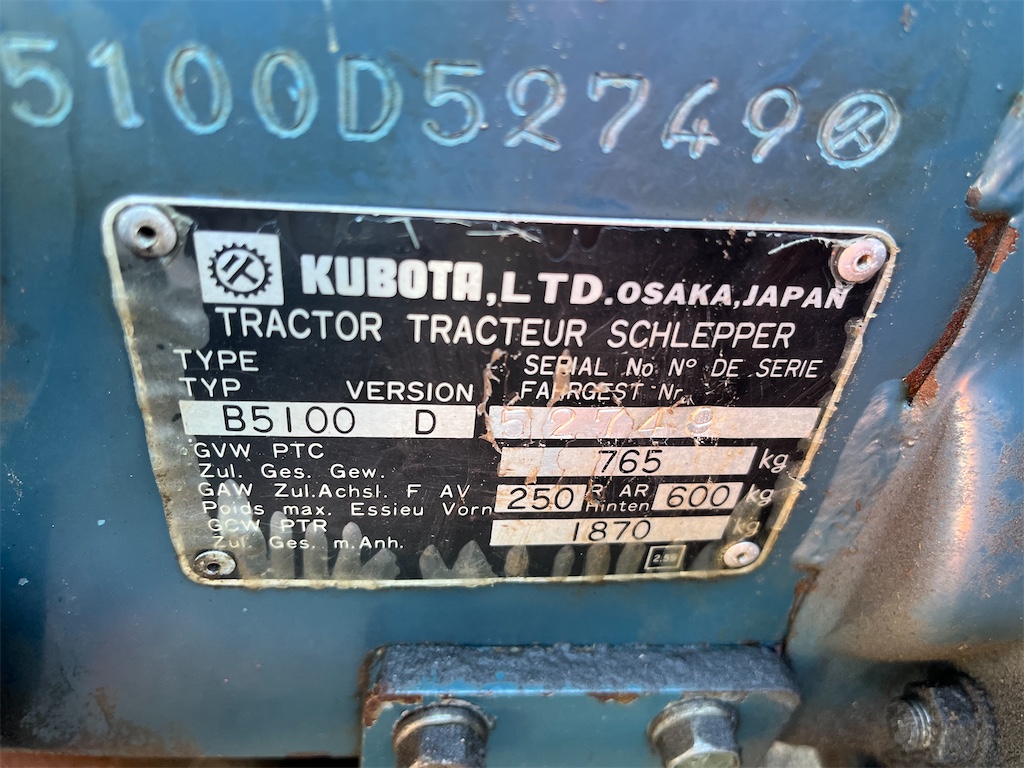 5100D52749
KUBOTA, LTD. OSAKA, JAPAN
TRACTOR TRACTEUR SCHLEPPER
TYPE SERIAL No N° DE SERIE
TYP VERSION FAHRGEST Nr.
B5100 D 52749
GVW PTC 765 kg
Zul. Ges. Gew.
GAW Zul.Achsl. F AV 250 R AR 600 kg
Poids max. Essieu Vorn Hinten
GCW PTR 1870 kg
Zul. Ges. m.Anh.